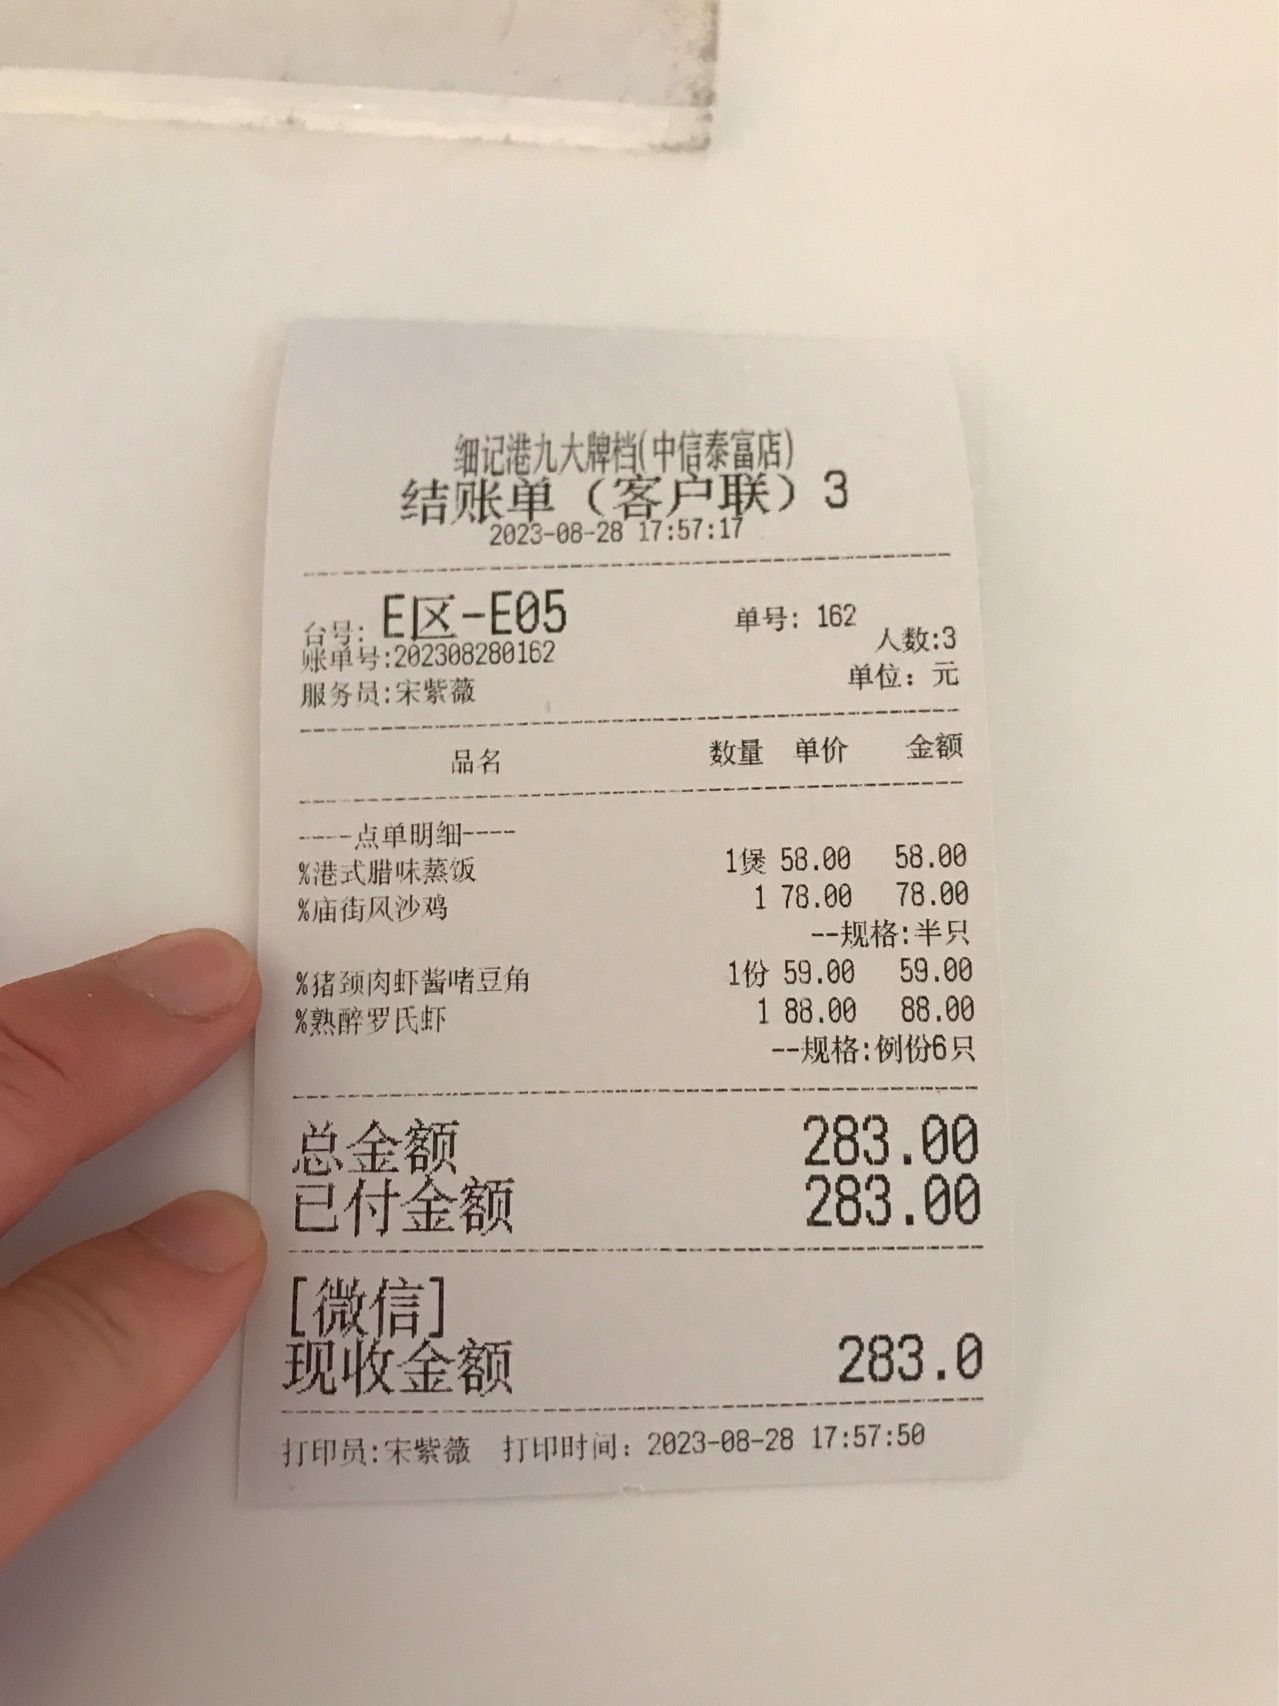 细记港九大牌档(中信泰富店)
结账单（客户联）3
2023-08-28 17:57:17
台号: E区-E05 单号: 162
人数:3
账单号:202308280162
单位：元
服务员:宋紫薇
品名 数量 单价 金额
----点单明细----
%港式腊味蒸饭 1煲 58.00 58.00
%庙街风沙鸡 1 78.00 78.00
--规格:半只
%猪颈肉虾酱啫豆角 1份 59.00 59.00
%熟醉罗氏虾 1 88.00 88.00
--规格:例份6只
总金额 283.00
已付金额 283.00
[微信]
现收金额 283.0
打印员:宋紫薇 打印时间：2023-08-28 17:57:50